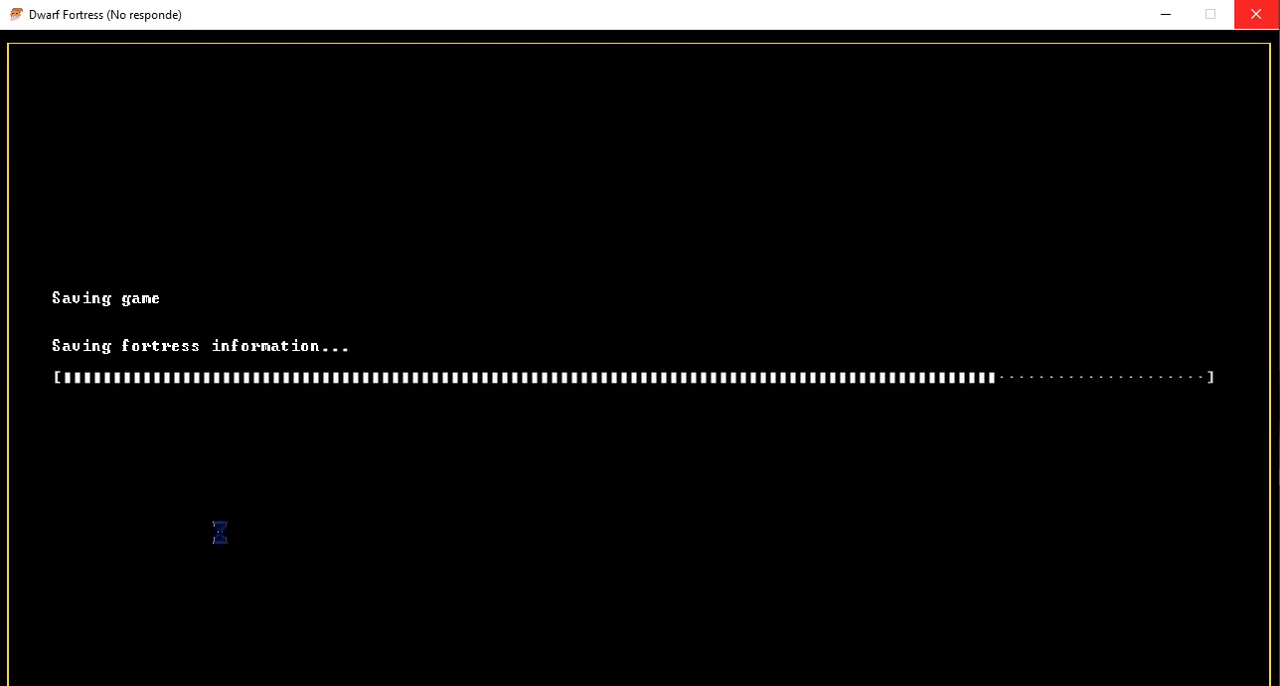 Dwarf Fortress (No responde)
Saving game
Saving fortress information...